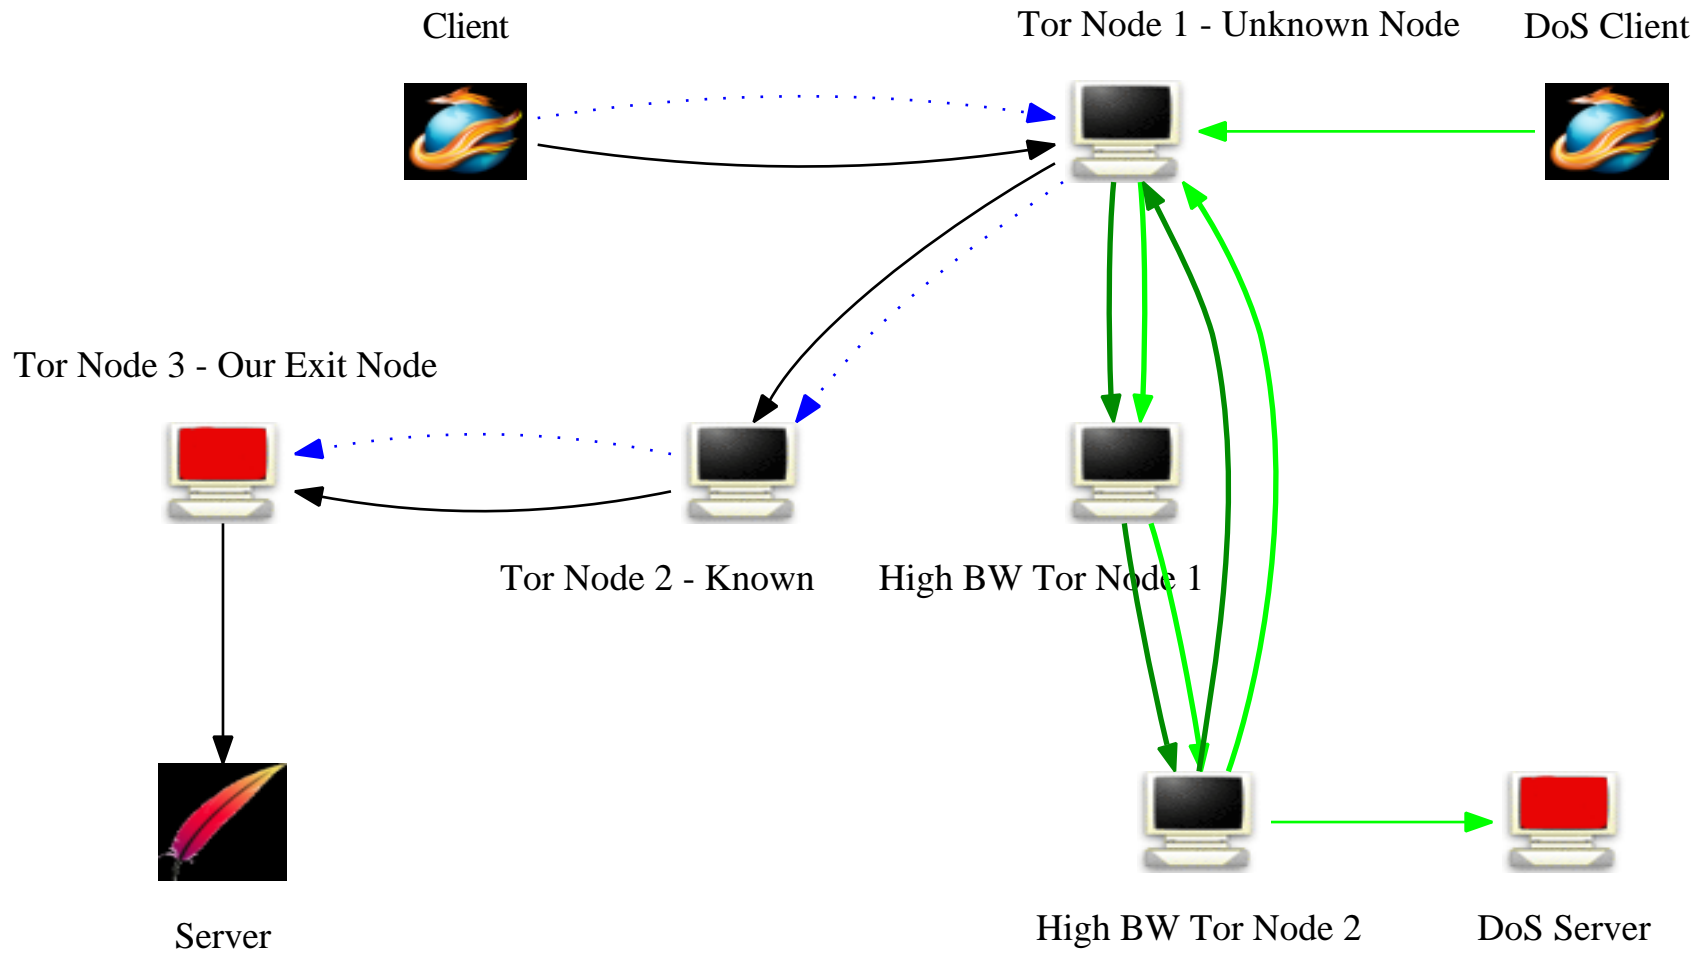 Client
Tor Node 1 - Unknown Node
DoS Client
Tor Node 3 - Our Exit Node
Tor Node 2 - Known
High BW Tor Node 1
Server
High BW Tor Node 2
DoS Server